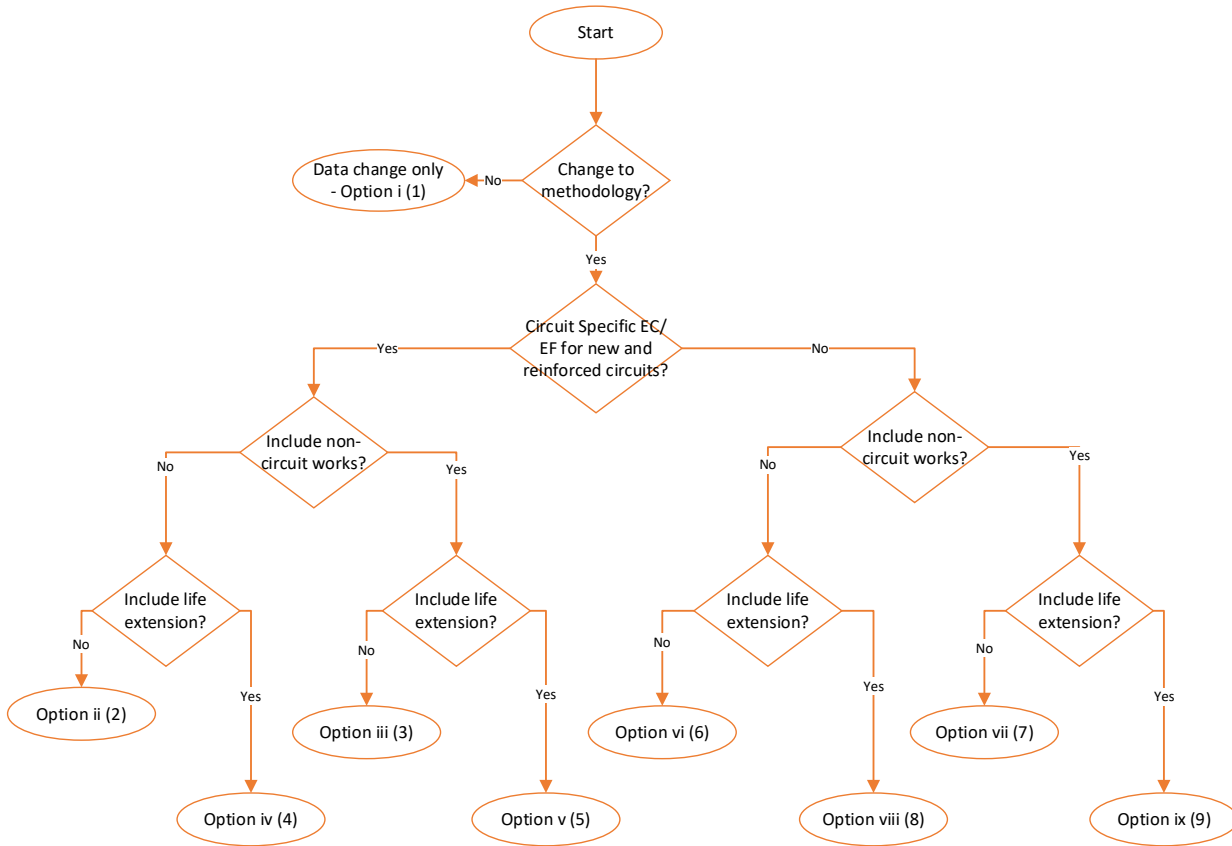 Start
Data change only
- Option i (1)
No
Change to
methodology?
Yes
Circuit Specific EC/
EF for new and
reinforced circuits?
Yes
No
Include non-
circuit works?
Include non-
circuit works?
No
Yes
No
Yes
Include life
extension?
Include life
extension?
Include life
extension?
Include life
extension?
No
No
No
No
Yes
Yes
Yes
Yes
Option ii (2)
Option iii (3)
Option vi (6)
Option vii (7)
Option iv (4)
Option v (5)
Option viii (8)
Option ix (9)